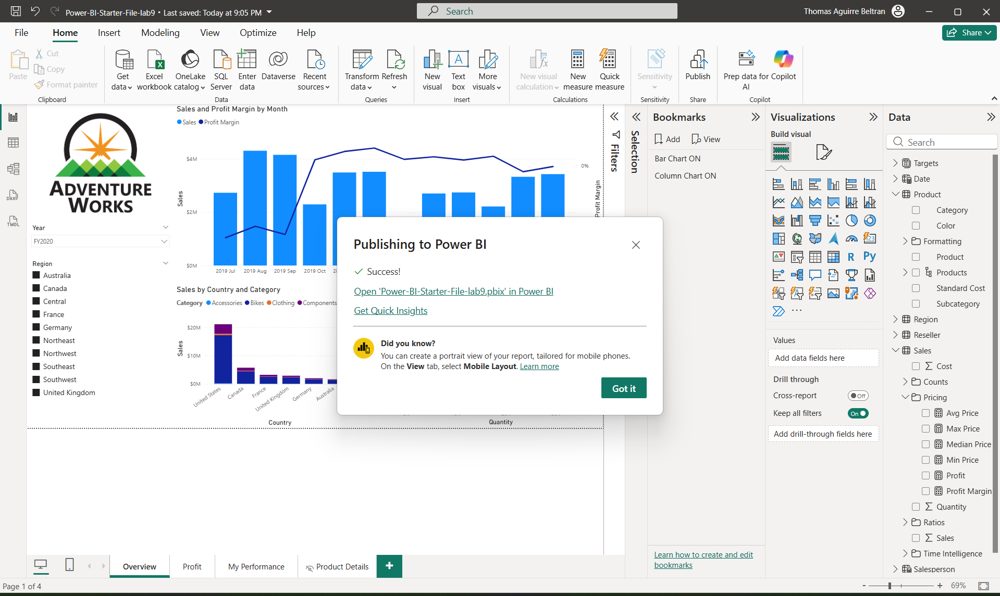 Power-BI-Starter-File-lab9 • Last saved: Today at 9:05 PM
Search
Thomas Aguirre Beltran
File
Home
Insert
Modeling
View
Optimize
Help
Share
Paste
Cut
Copy
Format painter
Clipboard
Get data
Excel workbook
OneLake catalog
SQL Server
Enter data
Dataverse
Recent sources
Data
Transform data
Refresh
Queries
New visual
Text box
More visuals
Insert
New visual calculation
New measure
Quick measure
Calculations
Sensitivity
Sensitivity
Publish
Share
Prep data for AI
Copilot
Copilot
DAX
TMDL
ADVENTURE
WORKS
Year
FY2020
Region
Australia
Canada
Central
France
Germany
Northeast
Northwest
Southeast
Southwest
United Kingdom
Sales and Profit Margin by Month
Sales Profit Margin
$4M
$2M
$0M
Sales
0%
Profit Margin
2019 Jul 2019 Aug 2019 Sep 2019 Oct
Sales by Country and Category
Category Accessories Bikes Clothing Components
$20M
$10M
$0M
Sales
United States
Canada
France
United Kingdom
Germany
Australia
Country
Quantity
Publishing to Power BI
Success!
Open 'Power-BI-Starter-File-lab9.pbix' in Power BI
Get Quick Insights
Did you know?
You can create a portrait view of your report, tailored for mobile phones.
On the View tab, select Mobile Layout. Learn more
Got it
Filters
Selection
Bookmarks
Add
View
Bar Chart ON
Column Chart ON
Learn how to create and edit
bookmarks
Visualizations
Build visual
123
R
Py
...
Values
Add data fields here
Drill through
Cross-report
Off
Keep all filters
On
Add drill-through fields here
Data
Search
Targets
Date
Product
Category
Color
Formatting
Product
Products
Standard Cost
Subcategory
Region
Reseller
Sales
Cost
Counts
Pricing
Avg Price
Max Price
Median Price
Min Price
Profit
Profit Margin
Quantity
Ratios
Sales
Time Intelligence
Salesperson
Overview
Profit
My Performance
Product Details
+
Page 1 of 4
- + 69%